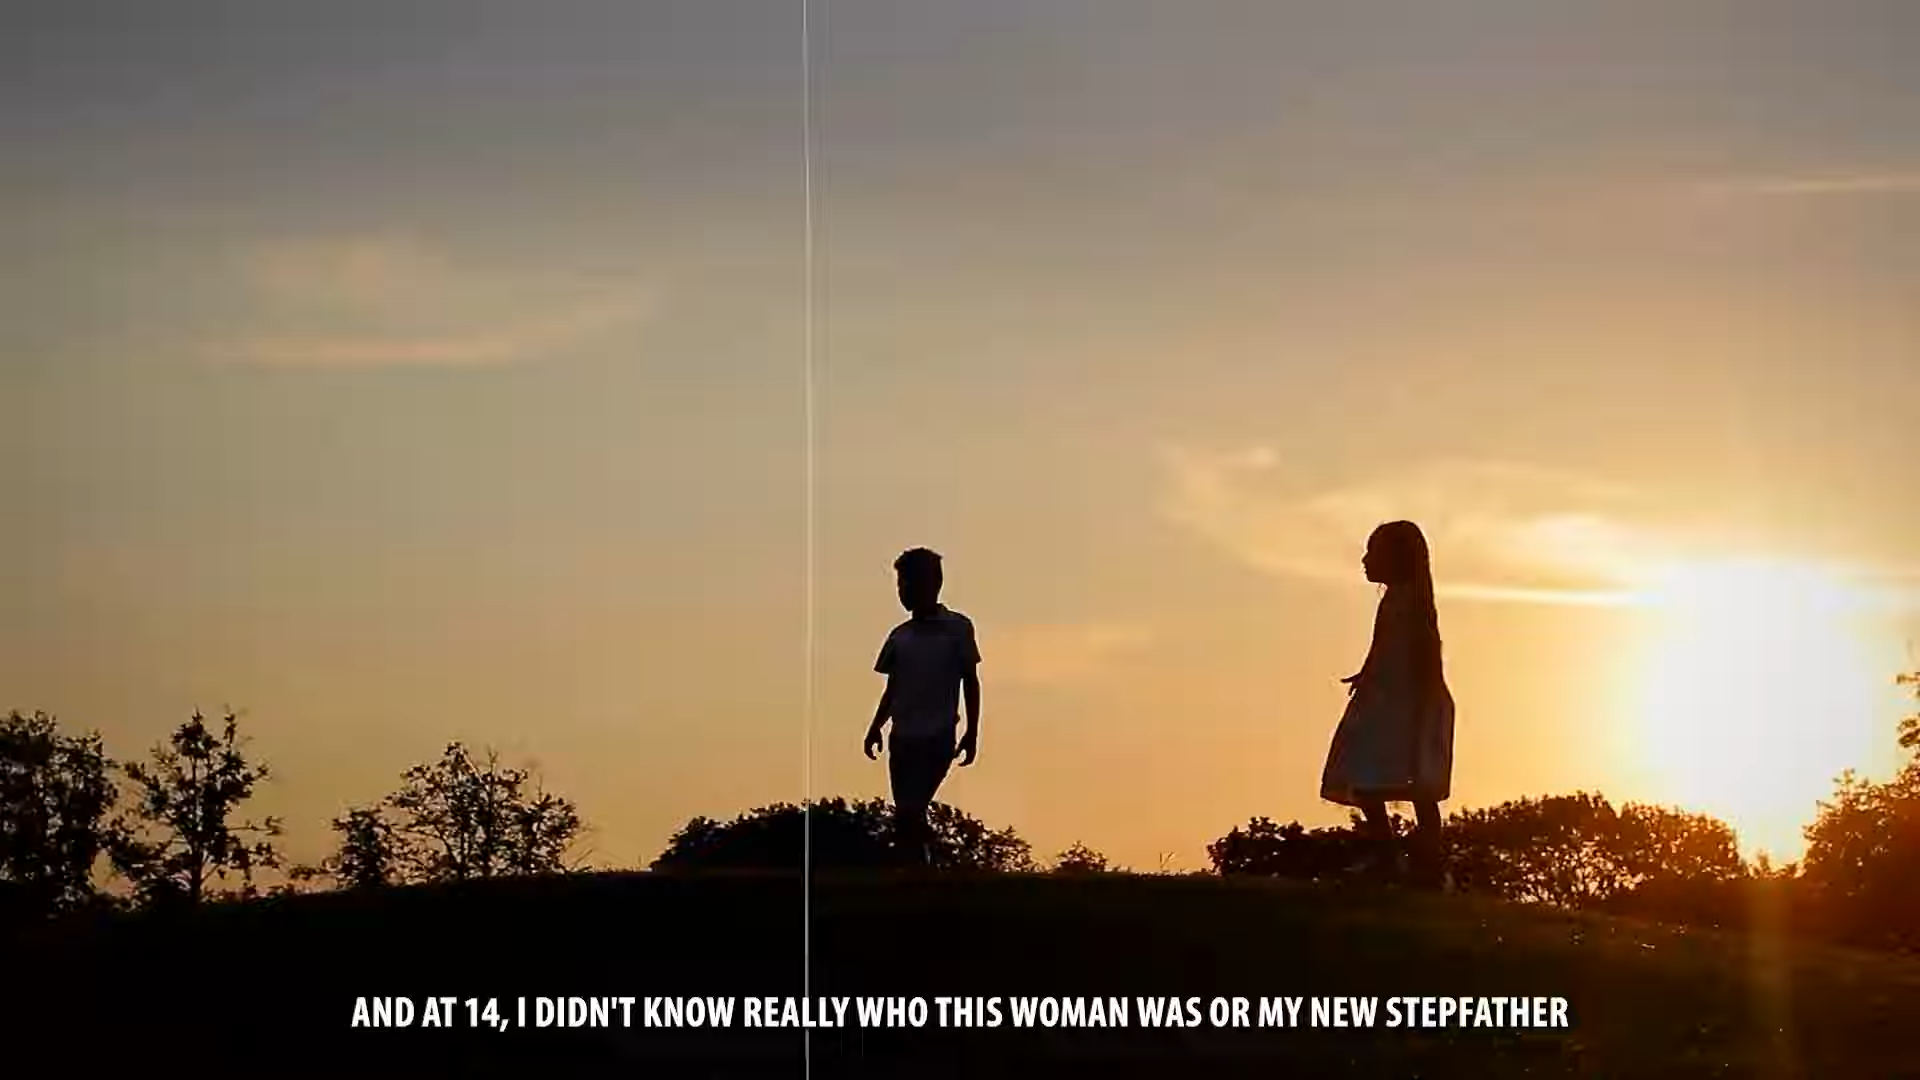 AND AT 14, I DIDN'T KNOW REALLY WHO THIS WOMAN WAS OR MY NEW STEPFATHER